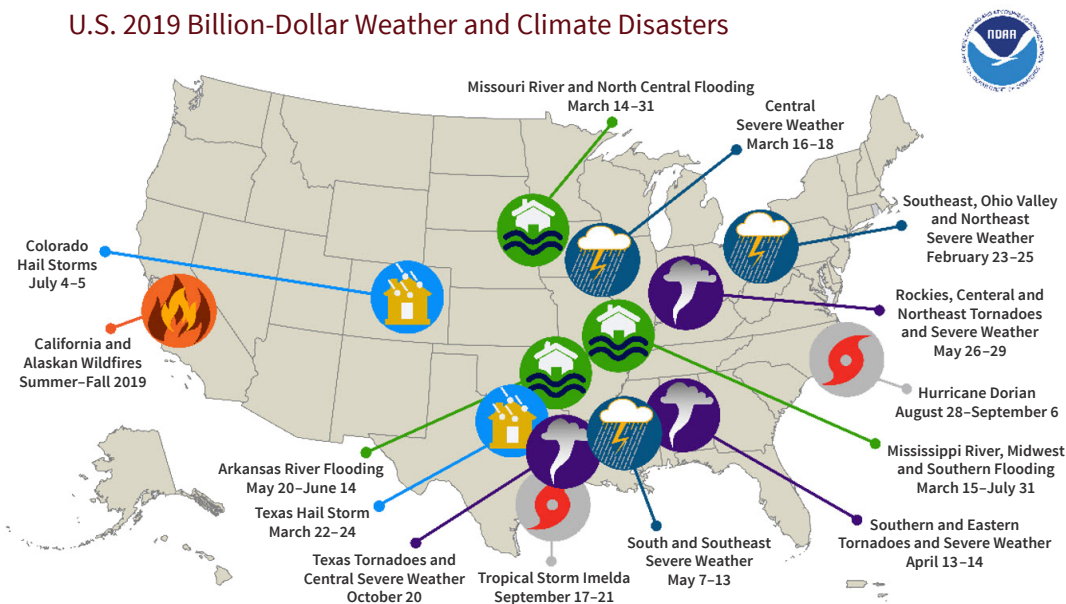 U.S. 2019 Billion-Dollar Weather and Climate Disasters
NOAA
Missouri River and North Central Flooding
March 14–31
Central
Severe Weather
March 16–18
Southeast, Ohio Valley
and Northeast
Severe Weather
February 23–25
Colorado
Hail Storms
July 4–5
Rockies, Centeral and
Northeast Tornadoes
and Severe Weather
May 26–29
California and
Alaskan Wildfires
Summer–Fall 2019
Hurricane Dorian
August 28–September 6
Arkansas River Flooding
May 20–June 14
Mississippi River, Midwest
and Southern Flooding
March 15–July 31
Texas Hail Storm
March 22–24
Southern and Eastern
Tornadoes and Severe Weather
April 13–14
Texas Tornadoes and
Central Severe Weather
October 20
Tropical Storm Imelda
September 17–21
South and Southeast
Severe Weather
May 7–13